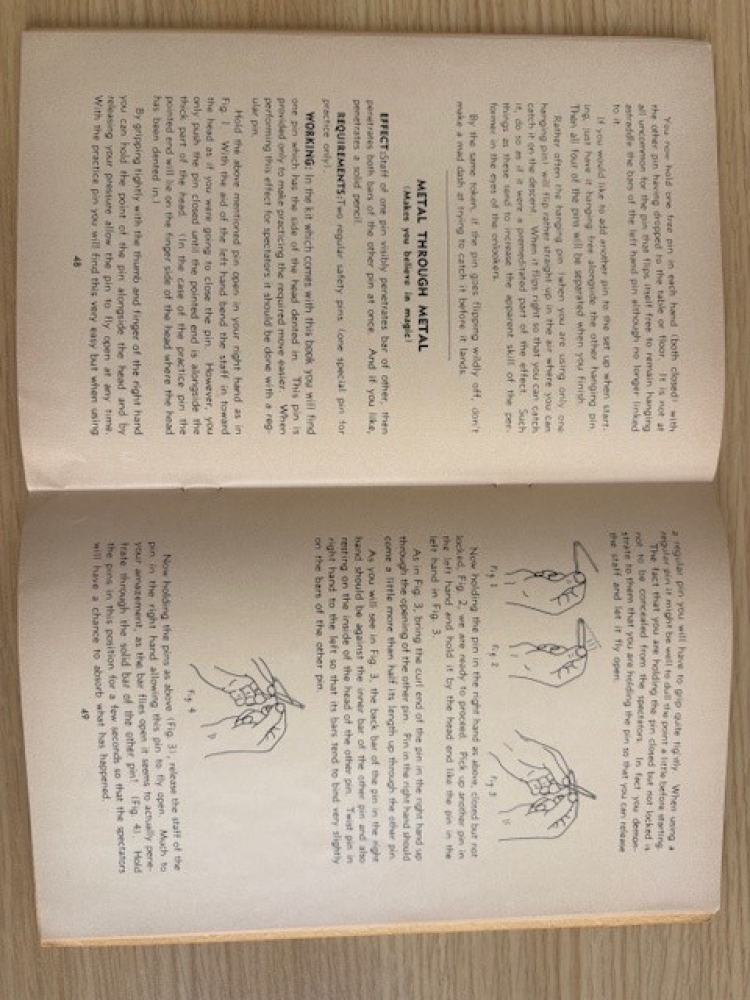 You now hold one free pin in each hand (both closed) with
the other pin having dropped to the table or floor. It is not at
all uncommon for the pin that flips itself free to remain hanging
astraddle the bars of the left hand pin although no longer linked
to it.
If you would like to add another pin to the set up when start-
ing, just have it hanging free alongside the other hanging pin.
Then all four of the pins will be separated when you finish.
Rather often the hanging pin (when you are using only one
hanging pin) will flip rather straight up in the air where you can
catch it on the descent. When it flips right so that you can catch
it, do so as if it were a premeditated part of the effect. Such
things as these tend to increase the apparent skill of the per-
former in the eyes of the onlookers.
By the same token, if the pin goes flipping wildly off, don't
make a mad dash at trying to catch it before it lands.
METAL THROUGH METAL
(Makes you believe in magic)
EFFECT: Staff of one pin visibly penetrates bar of other, then
penetrates both bars of the other pin at once. And if you like,
penetrates a solid pencil.
REQUIREMENTS: Two regular safety pins (one special pin for
practice only).
WORKING: In the kit which comes with this book you will find
one pin which has the side of the head dented in. This pin is
provided only to make practicing the required move easier. When
performing this effect for spectators it should be done with a reg-
ular pin.
Hold the above mentioned pin open in your right hand as in
Fig. 1. With the aid of the left hand bend the staff in toward
the head as if you were going to close the pin. However, you
only push the pin closed until the pointed end is alongside the
thick part of the head. (In the case of the practice pin the
pointed end will lie on the finger side of the head where the head
has been dented in.)
By gripping tightly with the thumb and finger of the right hand
you can hold the point of the pin alongside the head and by
releasing your pressure allow the pin to fly open at any time.
With the practice pin you will find this very easy but when using
48
a regular pin you will have to grip quite tightly. When using a
regular pin it might be well to dull the point a little before starting.
The fact that you are holding the pin closed but not locked is
not to be concealed from the spectators. In fact you demon-
strate to them that you are holding the pin so that you can release
the staff and let it fly open.
Fig. 1
Fig. 2
Fig. 3
Now holding the pin in the right hand as above, closed but not
locked, Fig. 2, we are ready to proceed. Pick up another pin in
the left hand and hold it by the head end like the pin in the
left hand in Fig. 3.
As in Fig. 3, bring the curl end of the pin in the right hand up
through the opening of the other pin. Pin in the right hand should
come a little more than half its length up through the other pin.
As you will see in Fig. 3, the back bar of the pin in the right
hand should be against the inner bar of the other pin and also
resting on the inside of the head of the other pin. Twist pin in
right hand to the left so that its bars tend to bind very slightly
on the bars of the other pin.
Fig. 4
Now holding the pins as above (Fig. 3), release the staff of the
pin in the right hand allowing this pin to fly open. Much to
your amazement, as the bar flies open it seems to actually pene-
trate through the solid bar of the other pin! (Fig. 4). Hold
the pins in this position for a few seconds so that the spectators
will have a chance to absorb what has happened.
49